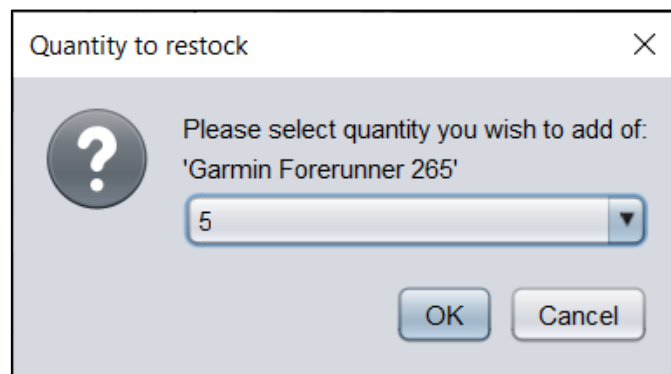 Quantity to restock
Please select quantity you wish to add of:
'Garmin Forerunner 265'
5
OK Cancel